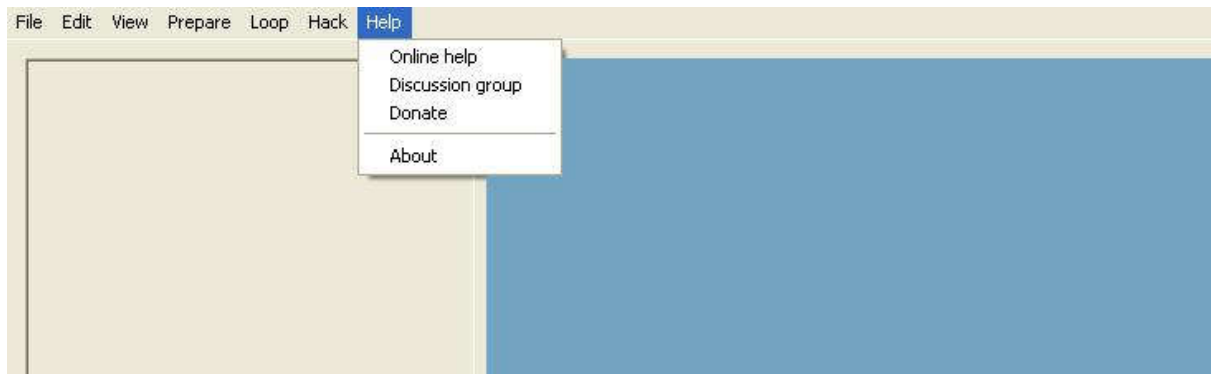 File Edit View Prepare Loop Hack Help
Online help
Discussion group
Donate
About